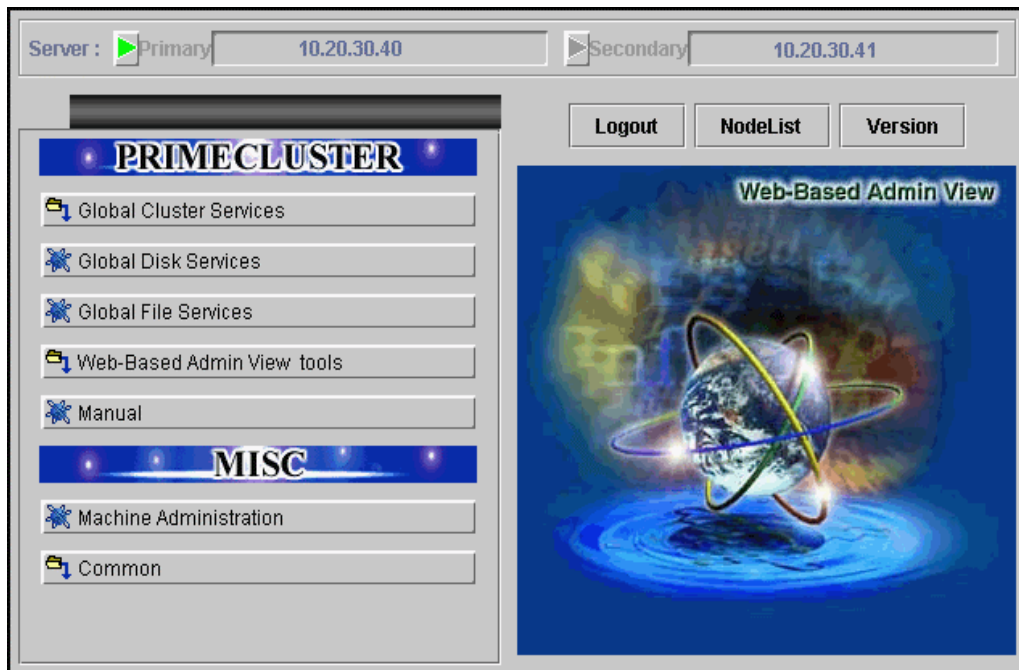 Server : Primary 10.20.30.40 Secondary 10.20.30.41
Logout NodeList Version
PRIMECLUSTER
Global Cluster Services
Global Disk Services
Global File Services
Web-Based Admin View tools
Manual
MISC
Machine Administration
Common
Web-Based Admin View